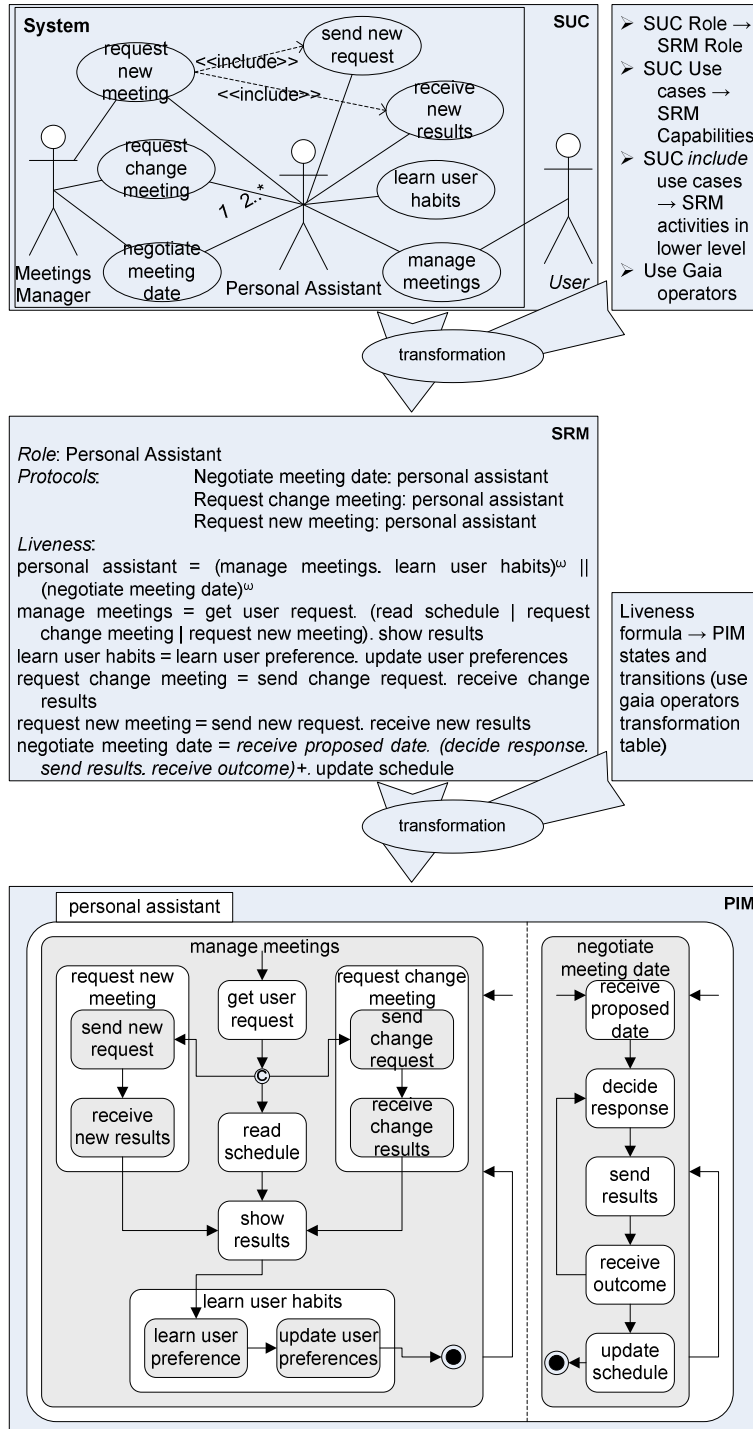 System
SUC
request
new
meeting
<<include>>
<<include>>
send new
request
receive
new
results
request
change
meeting
1 2..*
learn user
habits
negotiate
meeting
date
manage
meetings
Meetings
Manager
Personal Assistant
User
➢ SUC Role →
SRM Role
➢ SUC Use
cases →
SRM
Capabilities
➢ SUC include
use cases
→ SRM
activities in
lower level
➢ Use Gaia
operators
transformation
SRM
Role: Personal Assistant
Protocols: Negotiate meeting date: personal assistant
Request change meeting: personal assistant
Request new meeting: personal assistant
Liveness:
personal assistant = (manage meetings. learn user habits)ω ||
(negotiate meeting date)ω
manage meetings = get user request. (read schedule | request
change meeting | request new meeting). show results
learn user habits = learn user preference. update user preferences
request change meeting = send change request. receive change
results
request new meeting = send new request. receive new results
negotiate meeting date = receive proposed date. (decide response.
send results. receive outcome)+. update schedule
Liveness
formula → PIM
states and
transitions (use
gaia operators
transformation
table)
transformation
PIM
personal assistant
manage meetings
request new
meeting
send new
request
receive
new results
get user
request
C
read
schedule
show
results
request change
meeting
send
change
request
receive
change
results
learn user habits
learn user
preference
update user
preferences
negotiate
meeting date
receive
proposed
date
decide
response
send
results
receive
outcome
update
schedule